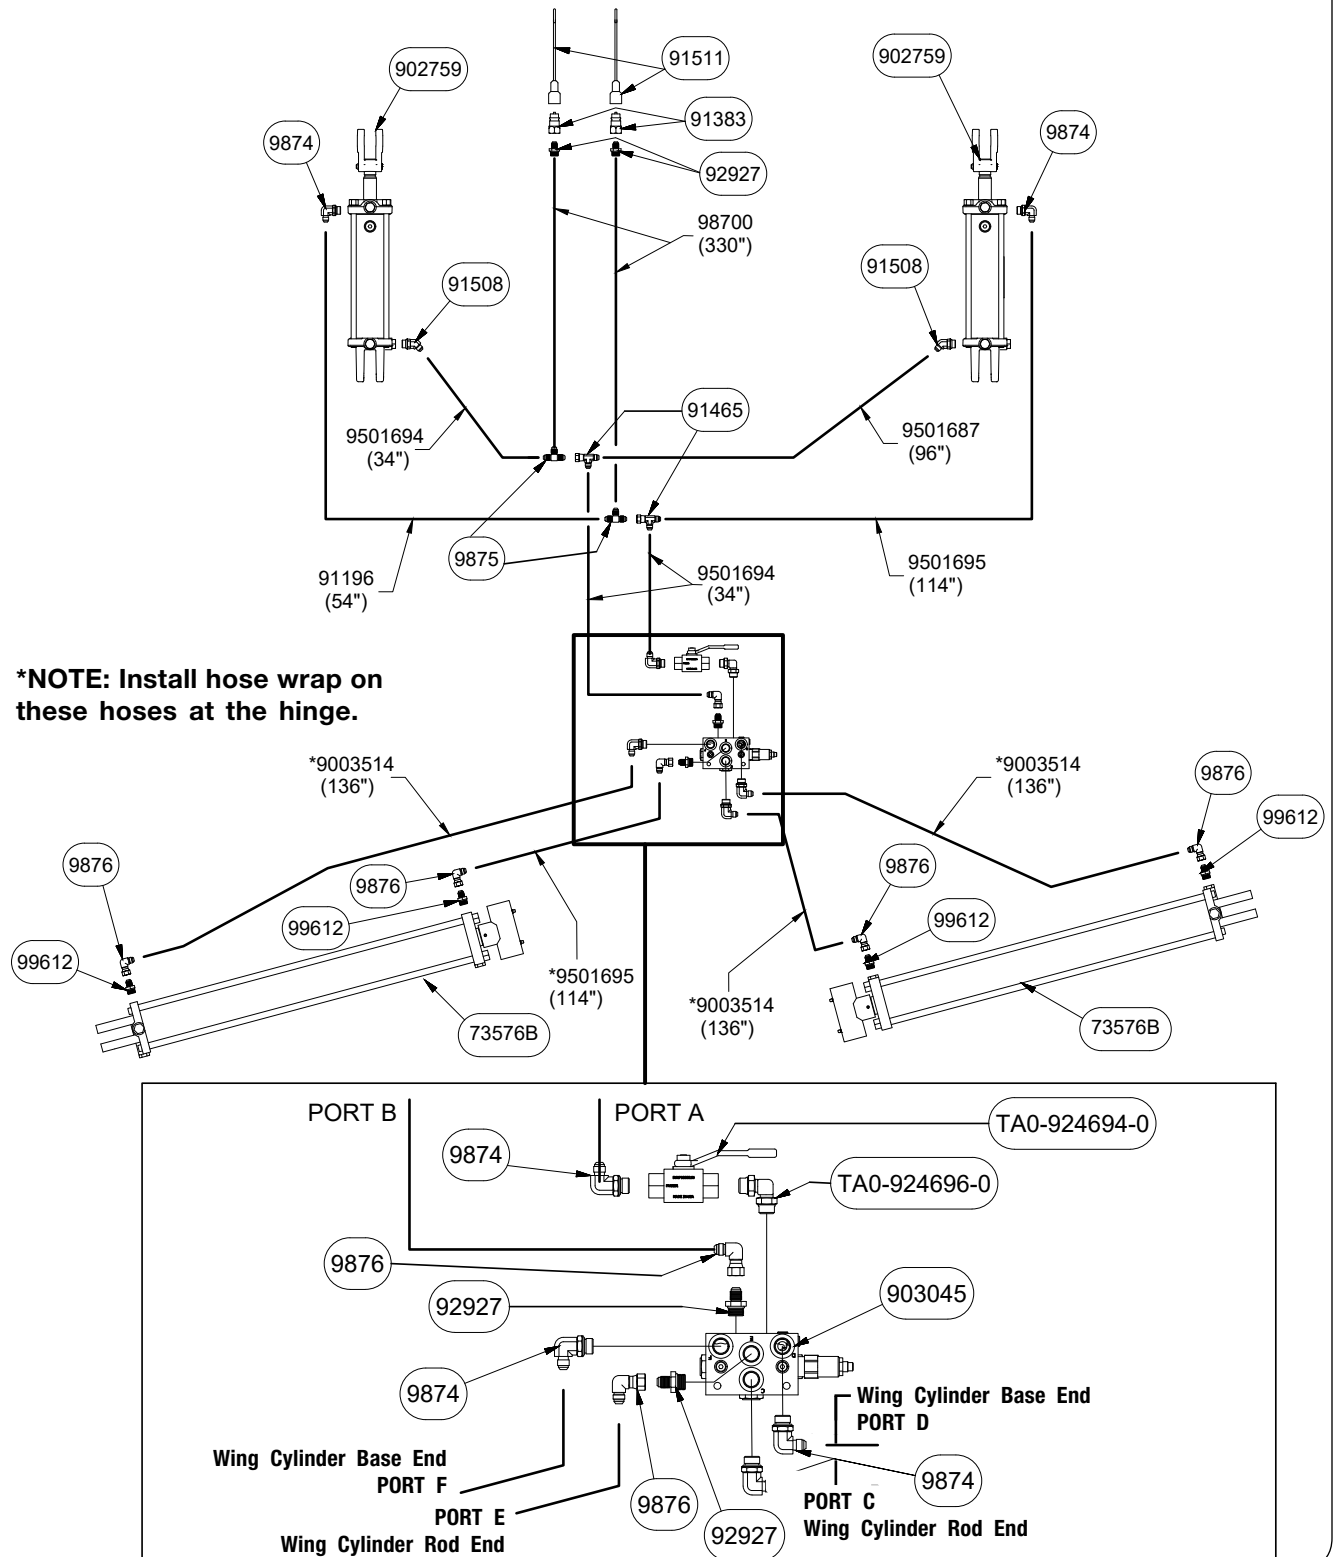 91511
902759
902759
91383
9874
9874
92927
98700
(330")
91508
91508
91465
9501694
(34")
9501687
(96")
9875
91196
(54")
9501694
(34")
9501695
(114")
*NOTE: Install hose wrap on
these hoses at the hinge.
*9003514
(136")
*9003514
(136")
9876
99612
9876
9876
9876
99612
99612
99612
*9501695
(114")
*9003514
(136")
73576B
73576B
PORT B
PORT A
TA0-924694-0
9874
TA0-924696-0
9876
92927
903045
9874
Wing Cylinder Base End
PORT D
Wing Cylinder Base End
PORT F
9874
9876
PORT C
Wing Cylinder Rod End
PORT E
Wing Cylinder Rod End
92927